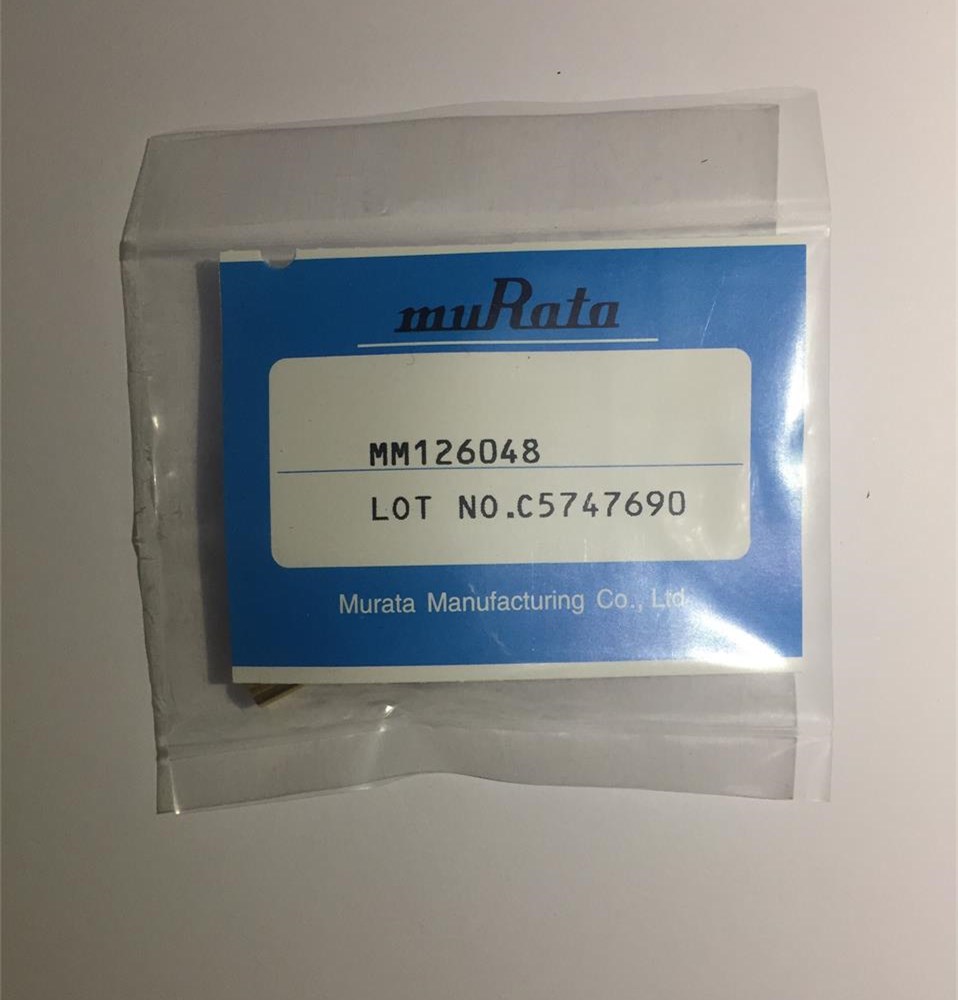 muRata
MM126048
LOT NO.C5747690
Murata Manufacturing Co., Ltd.